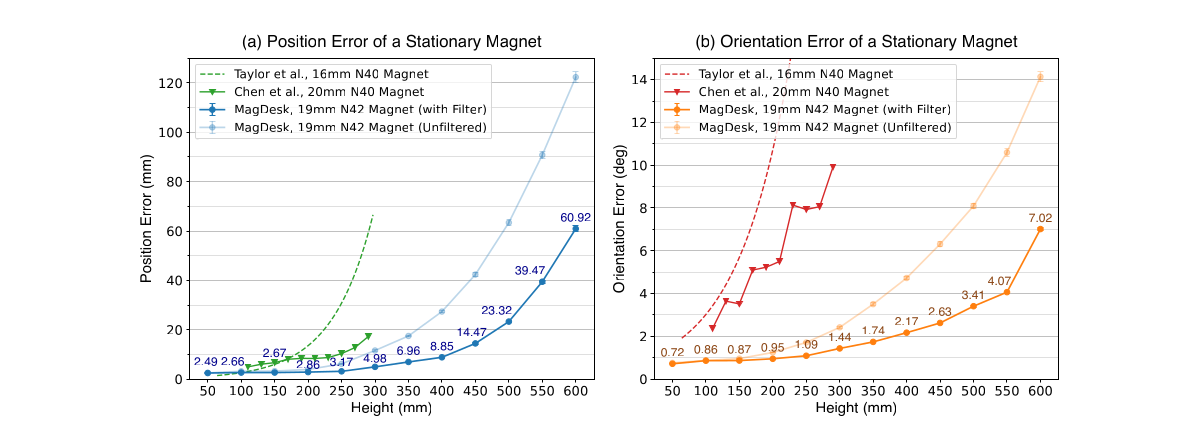 (a) Position Error of a Stationary Magnet
Position Error (mm)
120
100
80
60
40
20
0
Taylor et al., 16mm N40 Magnet
Chen et al., 20mm N40 Magnet
MagDesk, 19mm N42 Magnet (with Filter)
MagDesk, 19mm N42 Magnet (Unfiltered)
2.49 2.66 2.67 2.86 3.17 4.98 6.96 8.85 14.47 23.32 39.47 60.92
50 100 150 200 250 300 350 400 450 500 550 600
Height (mm)
(b) Orientation Error of a Stationary Magnet
Orientation Error (deg)
14
12
10
8
6
4
2
0
Taylor et al., 16mm N40 Magnet
Chen et al., 20mm N40 Magnet
MagDesk, 19mm N42 Magnet (with Filter)
MagDesk, 19mm N42 Magnet (Unfiltered)
0.72 0.86 0.87 0.95 1.09 1.44 1.74 2.17 2.63 3.41 4.07 7.02
50 100 150 200 250 300 350 400 450 500 550 600
Height (mm)